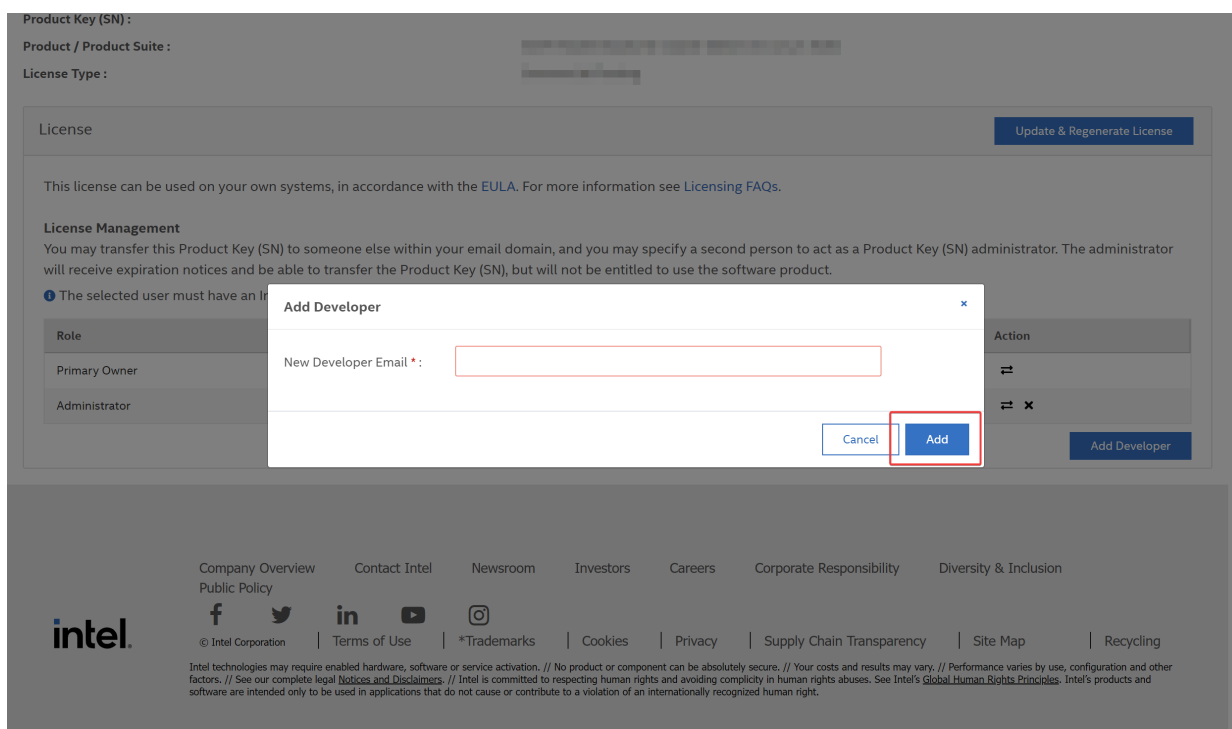 Product Key (SN) :
Product / Product Suite :
License Type :
License
Update & Regenerate License
This license can be used on your own systems, in accordance with the EULA. For more information see Licensing FAQs.
License Management
You may transfer this Product Key (SN) to someone else within your email domain, and you may specify a second person to act as a Product Key (SN) administrator. The administrator
will receive expiration notices and be able to transfer the Product Key (SN), but will not be entitled to use the software product.
The selected user must have an
Add Developer
×
Role
Action
New Developer Email * :
Primary Owner
Administrator
Cancel
Add
Add Developer
Company Overview Contact Intel Newsroom Investors Careers Corporate Responsibility Diversity & Inclusion
Public Policy
intel.
© Intel Corporation | Terms of Use | *Trademarks | Cookies | Privacy | Supply Chain Transparency | Site Map | Recycling
Intel technologies may require enabled hardware, software or service activation. // No product or component can be absolutely secure. // Your costs and results may vary. // Performance varies by use, configuration and other
factors. // See our complete legal Notices and Disclaimers. // Intel is committed to respecting human rights and avoiding complicity in human rights abuses. See Intel's Global Human Rights Principles. Intel's products and
software are intended only to be used in applications that do not cause or contribute to a violation of an internationally recognized human right.